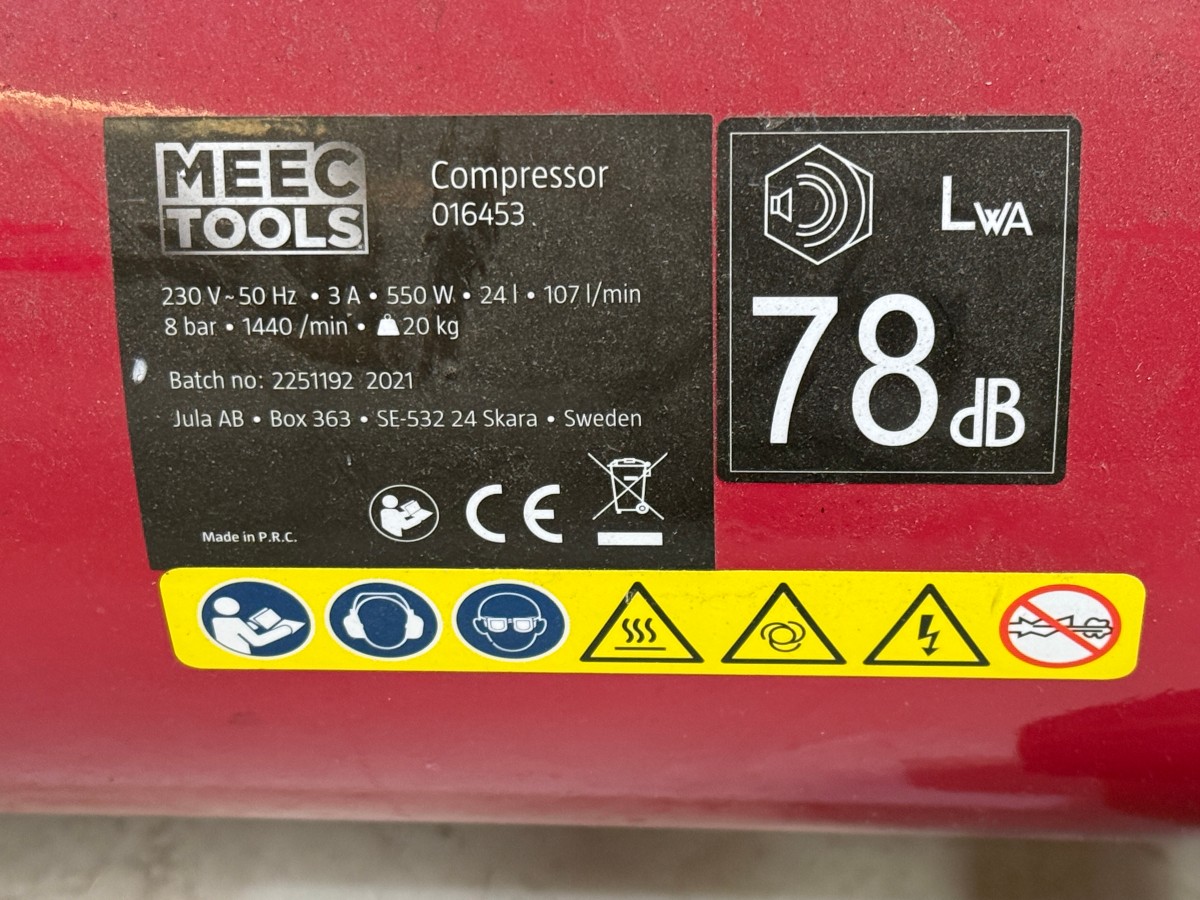 MEEC
TOOLS
Compressor
016453
230 V ~ 50 Hz • 3 A • 550 W • 24 l • 107 l/min
8 bar • 1440 /min • 20 kg
Batch no: 2251192 2021
Jula AB • Box 363 • SE-532 24 Skara • Sweden
Made in P.R.C.
CE
LWA
78 dB